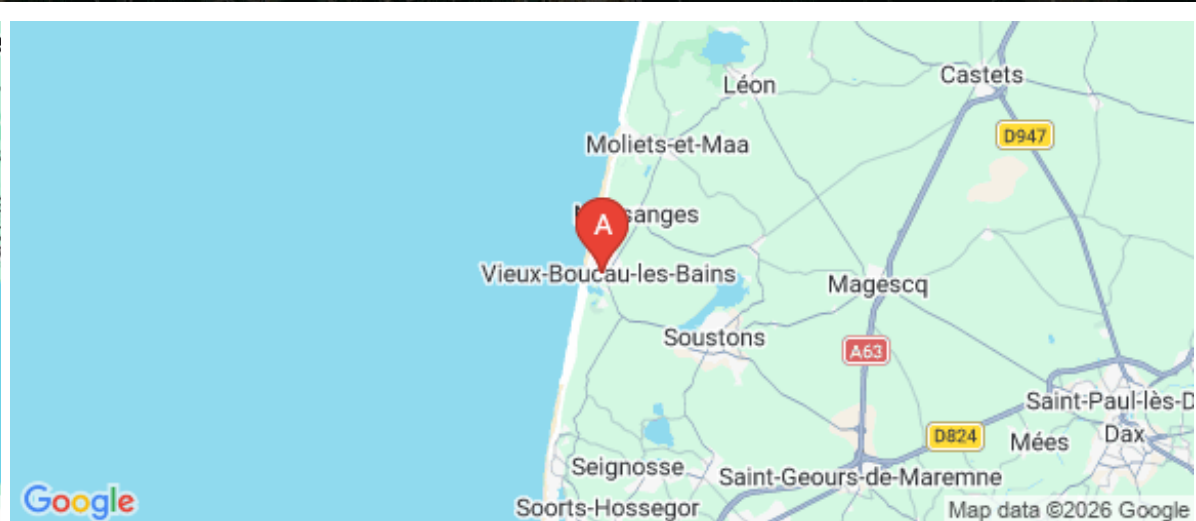 Léon
Castets
D947
Moliets-et-Maa
A
sanges
Vieux-Boucau-les-Bains
Magescq
Soustons
A63
Saint-Paul-lès-D
D824
Mées
Dax
Seignosse
Saint-Geours-de-Maremne
Soorts-Hossegor
Google
Map data ©2026 Google